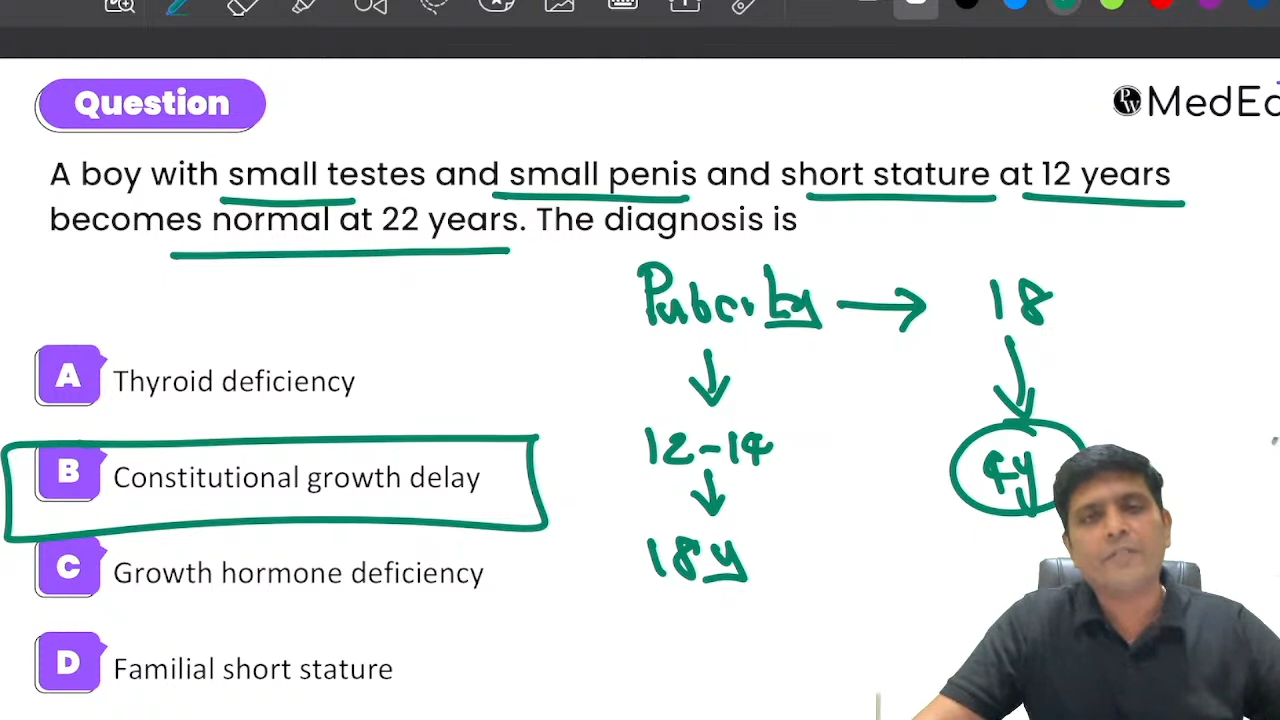 Question
PW MedEd
A boy with small testes and small penis and short stature at 12 years
becomes normal at 22 years. The diagnosis is
Puberty → 18
A Thyroid deficiency
12-14
4y
B Constitutional growth delay
18y
C Growth hormone deficiency
D Familial short stature